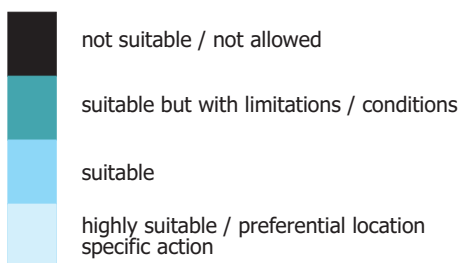 not suitable / not allowed
suitable but with limitations / conditions
suitable
highly suitable / preferential location
specific action